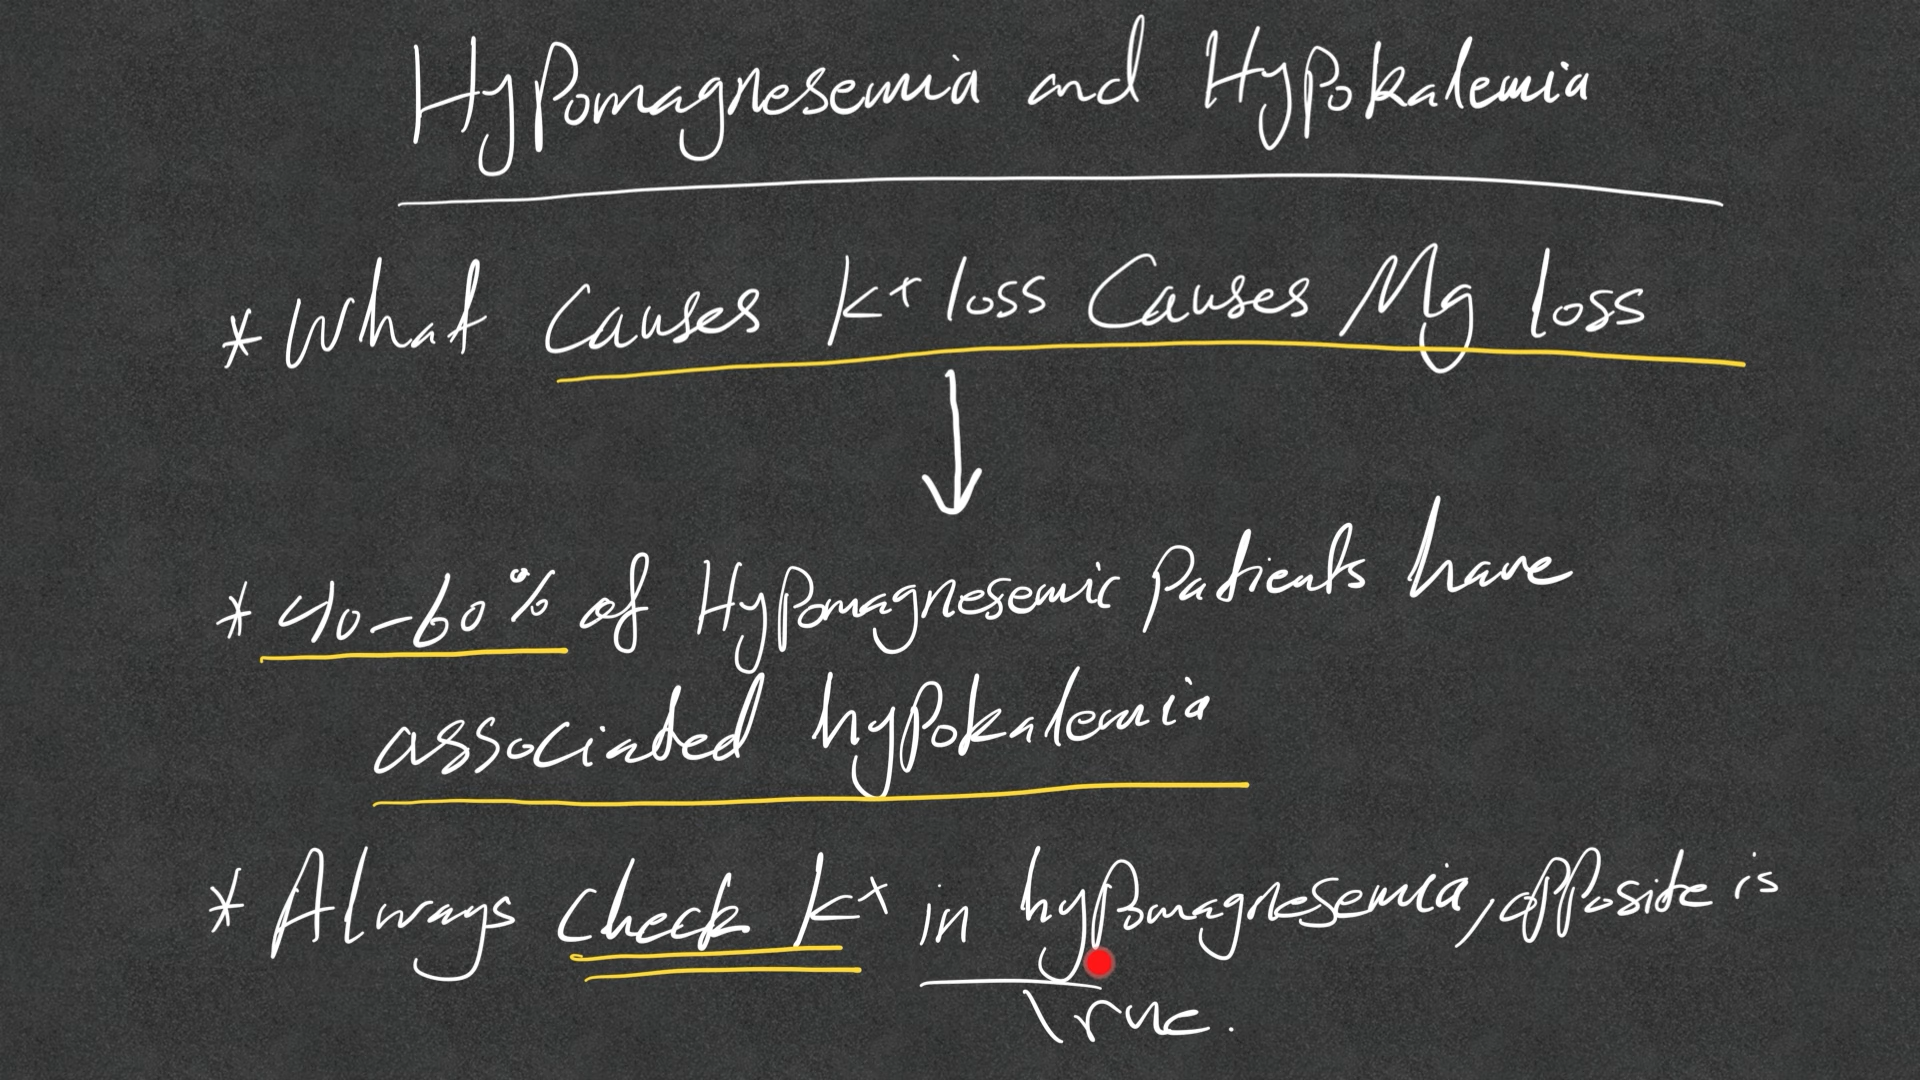 Hypomagnesemia and Hypokalemia
* What causes K+ loss Causes Mg loss
* 40-60% of Hypomagnesemic patients have
associated hypokalemia
* Always check K+ in hypomagnesemia, opposite is
true.